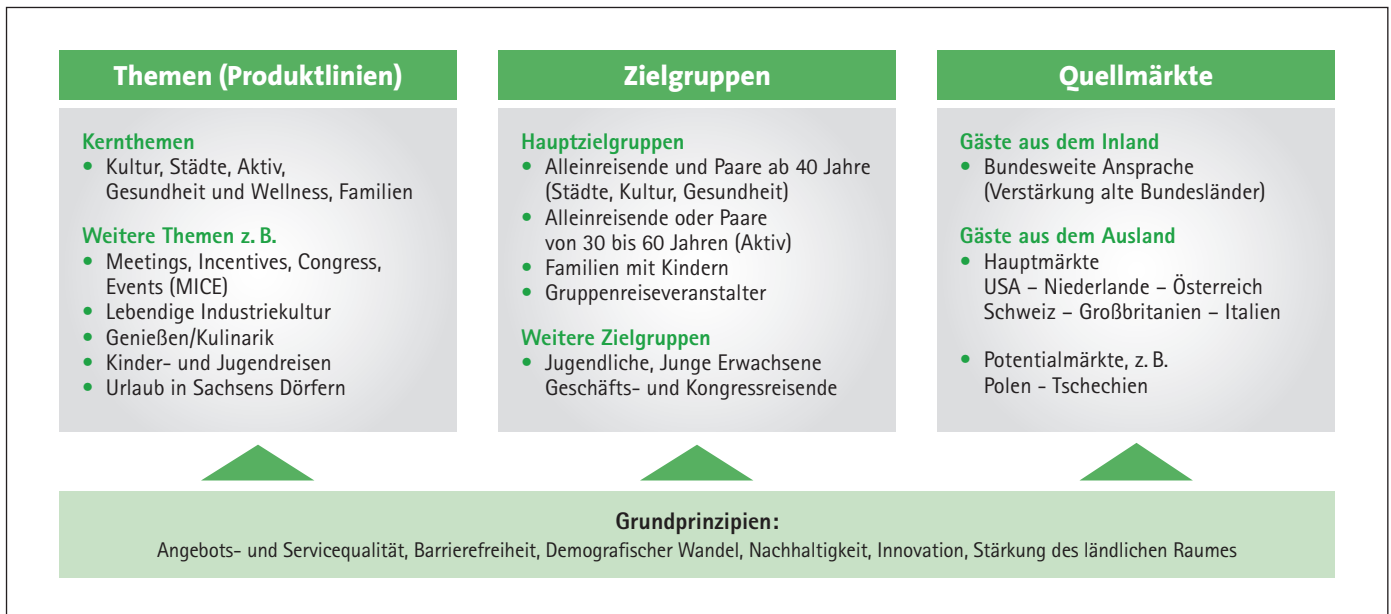 Themen (Produktlinien)
Kernthemen
• Kultur, Städte, Aktiv,
Gesundheit und Wellness, Familien
Weitere Themen z. B.
• Meetings, Incentives, Congress,
Events (MICE)
• Lebendige Industriekultur
• Genießen/Kulinarik
• Kinder- und Jugendreisen
• Urlaub in Sachsens Dörfern
Zielgruppen
Hauptzielgruppen
• Alleinreisende und Paare ab 40 Jahre
(Städte, Kultur, Gesundheit)
• Alleinreisende oder Paare
von 30 bis 60 Jahren (Aktiv)
• Familien mit Kindern
• Gruppenreiseveranstalter
Weitere Zielgruppen
• Jugendliche, Junge Erwachsene
Geschäfts- und Kongressreisende
Quellmärkte
Gäste aus dem Inland
• Bundesweite Ansprache
(Verstärkung alte Bundesländer)
Gäste aus dem Ausland
• Hauptmärkte
USA – Niederlande – Österreich
Schweiz – Großbritanien – Italien
• Potentialmärkte, z. B.
Polen - Tschechien
Grundprinzipien:
Angebots- und Servicequalität, Barrierefreiheit, Demografischer Wandel, Nachhaltigkeit, Innovation, Stärkung des ländlichen Raumes